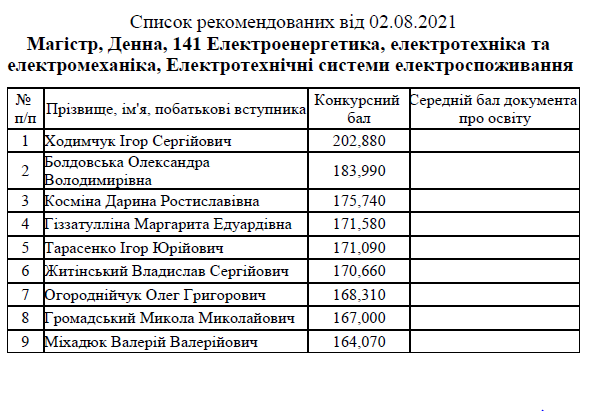 Список рекомендованих від 02.08.2021
Магістр, Денна, 141 Електроенергетика, електротехніка та
електромеханіка, Електротехнічні системи електроспоживання
№ п/п Прізвище, ім'я, побатькові вступника Конкурсний бал Середній бал документа про освіту
1 Ходимчук Ігор Сергійович 202,880
2 Болдовська Олександра Володимирівна 183,990
3 Косміна Дарина Ростиславівна 175,740
4 Гіззатулліна Маргарита Едуардівна 171,580
5 Тарасенко Ігор Юрійович 171,090
6 Житінський Владислав Сергійович 170,660
7 Огороднійчук Олег Григорович 168,310
8 Громадський Микола Миколайович 167,000
9 Міхадюк Валерій Валерійович 164,070